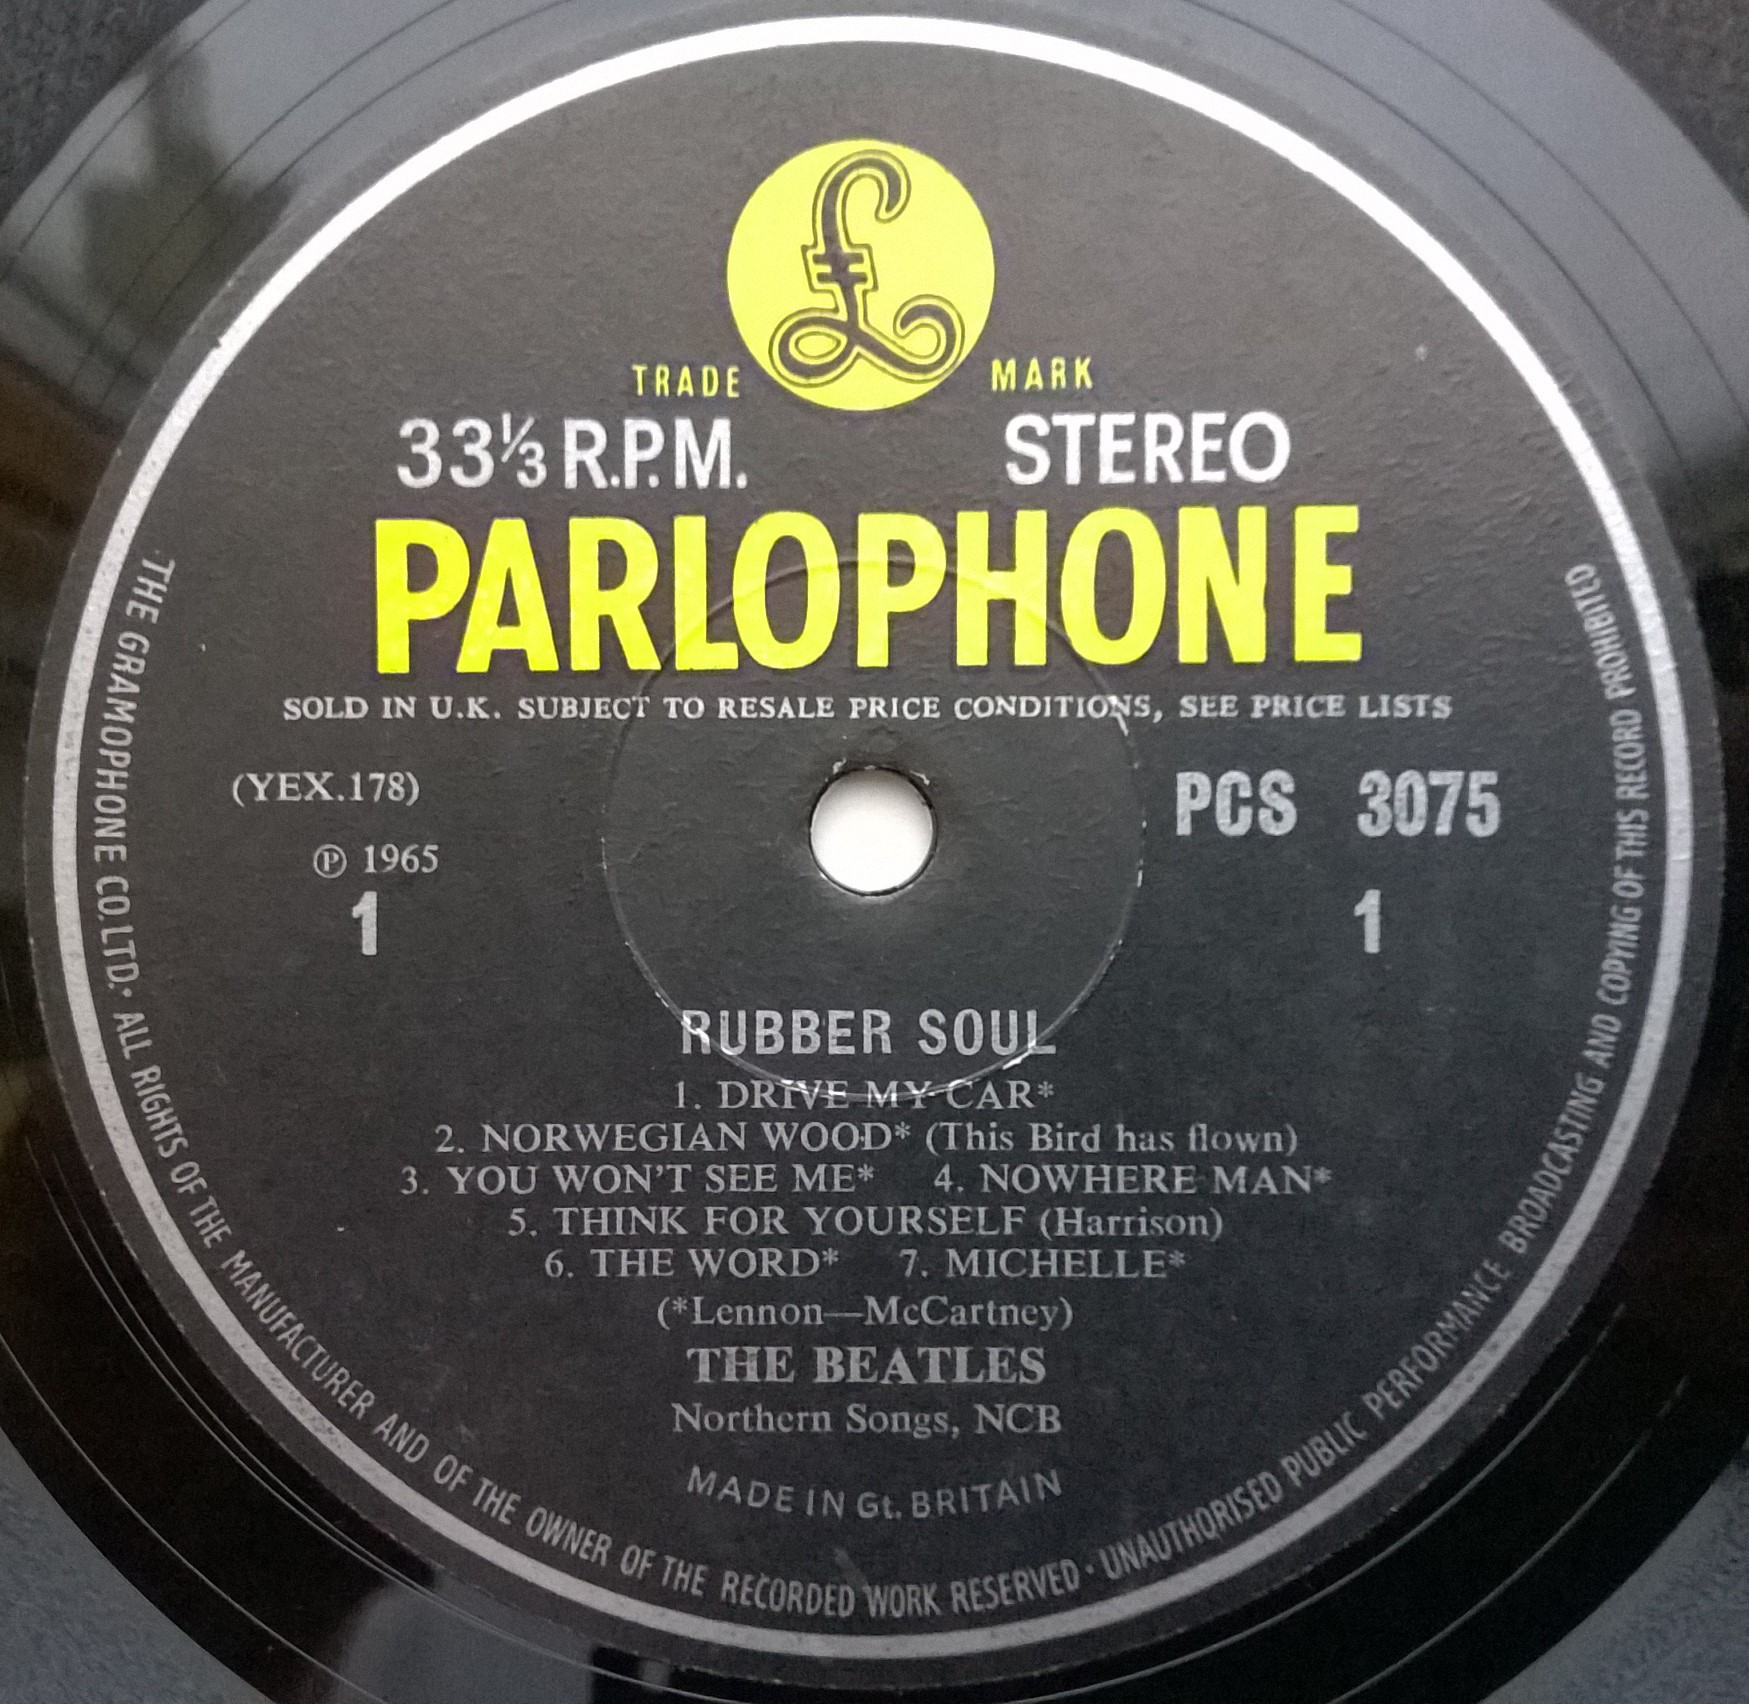 £
TRADE MARK
33⅓ R.P.M. STEREO
PARLOPHONE
SOLD IN U.K. SUBJECT TO RESALE PRICE CONDITIONS, SEE PRICE LISTS
(YEX.178) PCS 3075
℗ 1965
1 1
RUBBER SOUL
1. DRIVE MY CAR*
2. NORWEGIAN WOOD* (This Bird has flown)
3. YOU WON'T SEE ME* 4. NOWHERE MAN*
5. THINK FOR YOURSELF (Harrison)
6. THE WORD* 7. MICHELLE*
(*Lennon—McCartney)
THE BEATLES
Northern Songs, NCB
MADE IN Gt. BRITAIN
THE GRAMOPHONE CO. LTD. · ALL RIGHTS OF THE MANUFACTURER AND OF THE OWNER OF THE RECORDED WORK RESERVED · UNAUTHORISED PUBLIC PERFORMANCE BROADCASTING AND COPYING OF THIS RECORD PROHIBITED